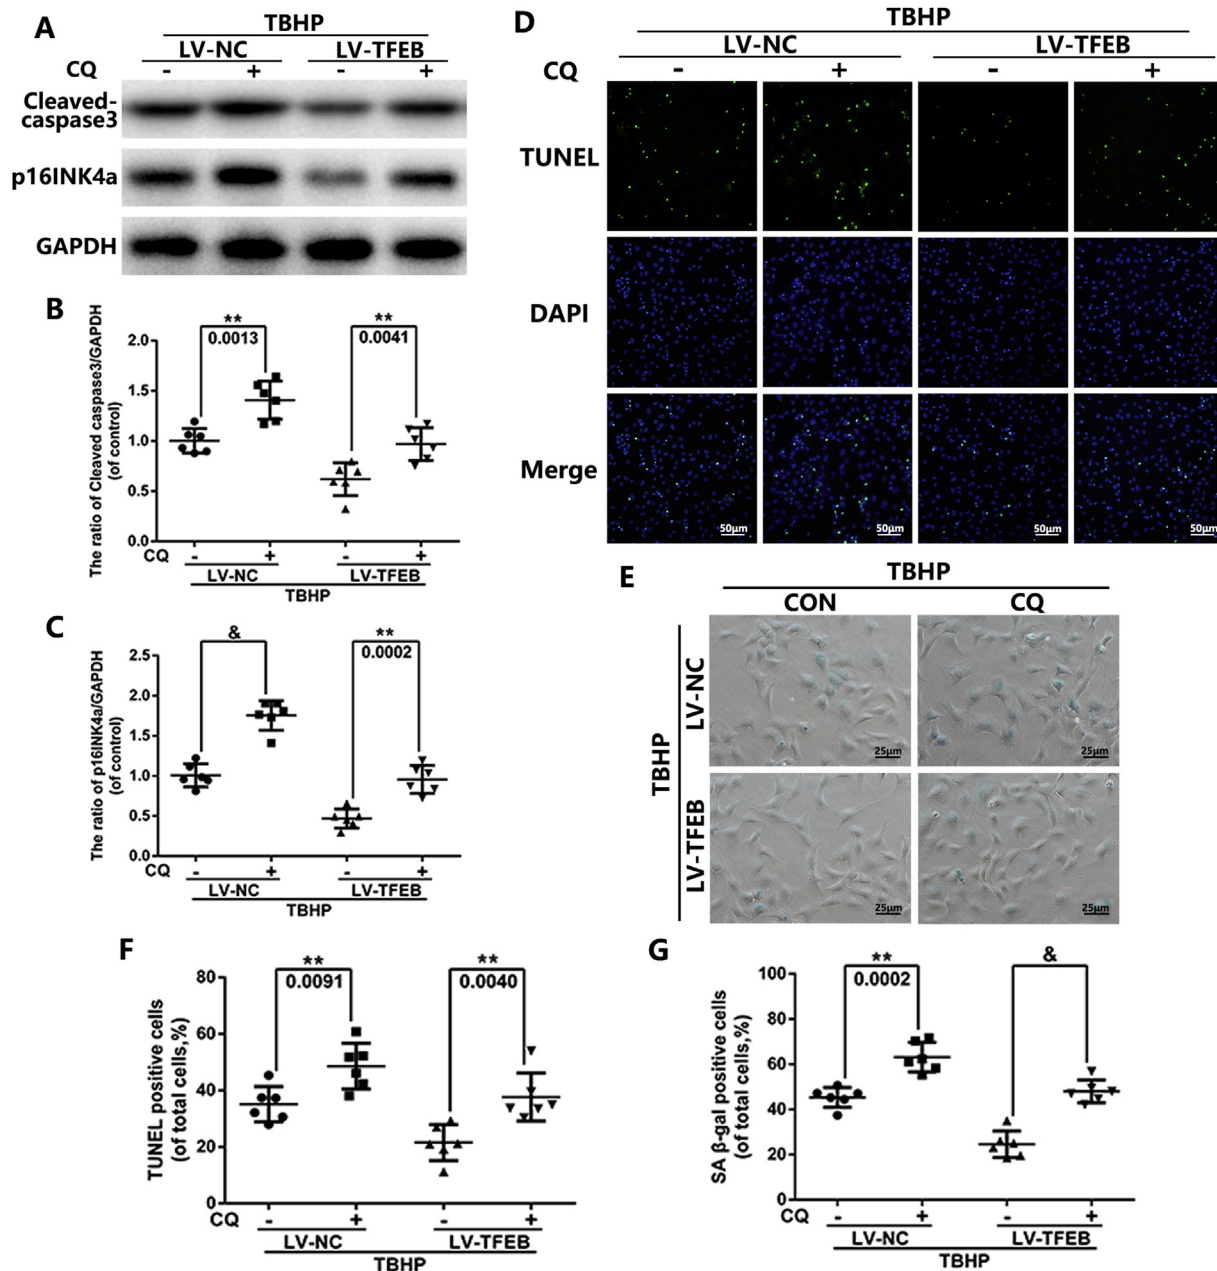 A
TBHP
LV-NC LV-TFEB
CQ - + - +
Cleaved-
caspase3
p16INK4a
GAPDH
B
The ratio of Cleaved caspase3/GAPDH
(of control)
2.0
1.5
1.0
0.5
0.0
** **
0.0013 0.0041
CQ - + - +
LV-NC LV-TFEB
TBHP
C
The ratio of p16INK4a/GAPDH
(of control)
2.5
2.0
1.5
1.0
0.5
0.0
& **
0.0002
CQ - + - +
LV-NC LV-TFEB
TBHP
D
TBHP
LV-NC LV-TFEB
CQ - + - +
TUNEL
DAPI
Merge
50μm 50μm 50μm 50μm
E
TBHP
CON CQ
TBHP
LV-NC
LV-TFEB
25μm 25μm
25μm 25μm
F
TUNEL positive cells
(of total cells,%)
80
60
40
20
0
** **
0.0091 0.0040
CQ - + - +
LV-NC LV-TFEB
TBHP
G
SA β-gal positive cells
(of total cells,%)
100
80
60
40
20
0
** &
0.0002
CQ - + - +
LV-NC LV-TFEB
TBHP